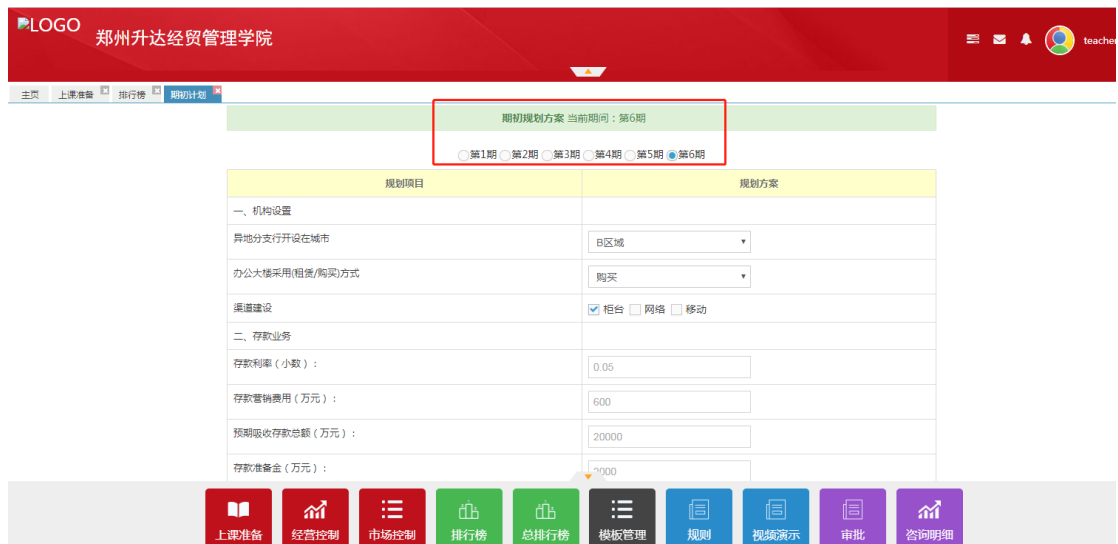 LOGO
郑州升达经贸管理学院
teacher
主页 上课准备 排行榜 期初计划
期初规划方案 当前期间：第6期
第1期 第2期 第3期 第4期 第5期 第6期
规划项目 规划方案
一、机构设置
异地分支行开设在城市 B区域
办公大楼采用(租赁/购买)方式 购买
渠道建设 柜台 网络 移动
二、存款业务
存款利率（小数）： 0.05
存款营销费用（万元）： 600
预期吸收存款总额（万元）： 20000
存款准备金（万元）： 2000
上课准备 经营控制 市场控制 排行榜 总排行榜 模板管理 规则 视频演示 审批 咨询明细